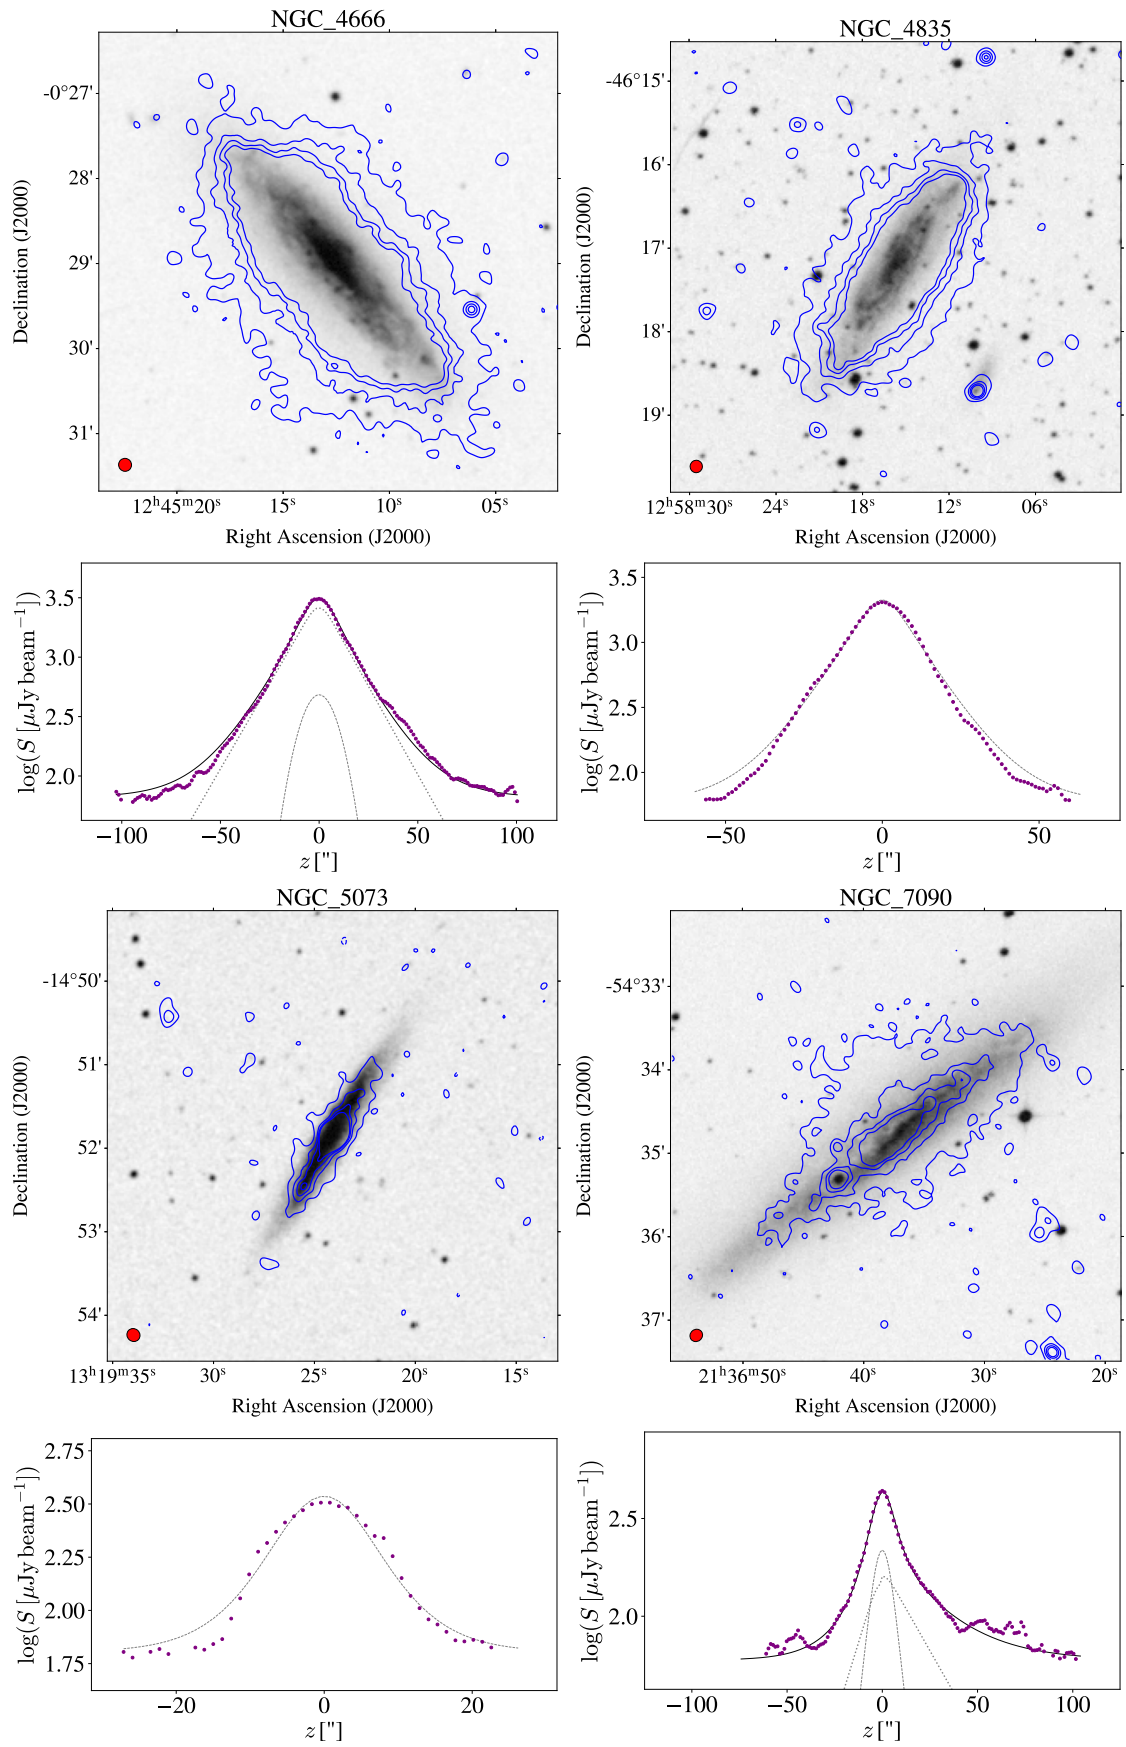 NGC_4666
-0°27'
28'
29'
30'
31'
Declination (J2000)
12ʰ45ᵐ20ˢ 15ˢ 10ˢ 05ˢ
Right Ascension (J2000)
NGC_4835
-46°15'
16'
17'
18'
19'
Declination (J2000)
12ʰ58ᵐ30ˢ 24ˢ 18ˢ 12ˢ 06ˢ
Right Ascension (J2000)
3.5
3.0
2.5
2.0
log(S [μJy beam⁻¹])
−100 −50 0 50 100
z ["]
3.5
3.0
2.5
2.0
log(S [μJy beam⁻¹])
−50 0 50
z ["]
NGC_5073
-14°50'
51'
52'
53'
54'
Declination (J2000)
13ʰ19ᵐ35ˢ 30ˢ 25ˢ 20ˢ 15ˢ
Right Ascension (J2000)
NGC_7090
-54°33'
34'
35'
36'
37'
Declination (J2000)
21ʰ36ᵐ50ˢ 40ˢ 30ˢ 20ˢ
Right Ascension (J2000)
2.75
2.50
2.25
2.00
1.75
log(S [μJy beam⁻¹])
−20 0 20
z ["]
2.5
2.0
log(S [μJy beam⁻¹])
−100 −50 0 50 100
z ["]